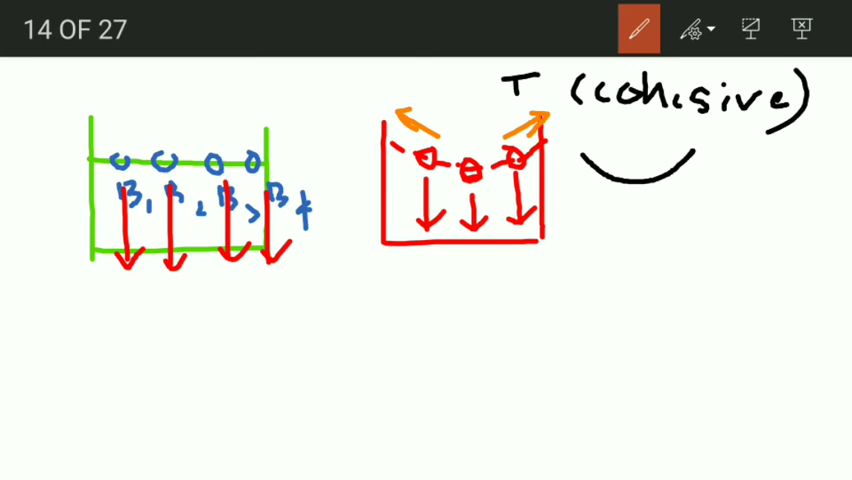 14 OF 27
T (cohesive)
B₁ B₂ B₃ B₄